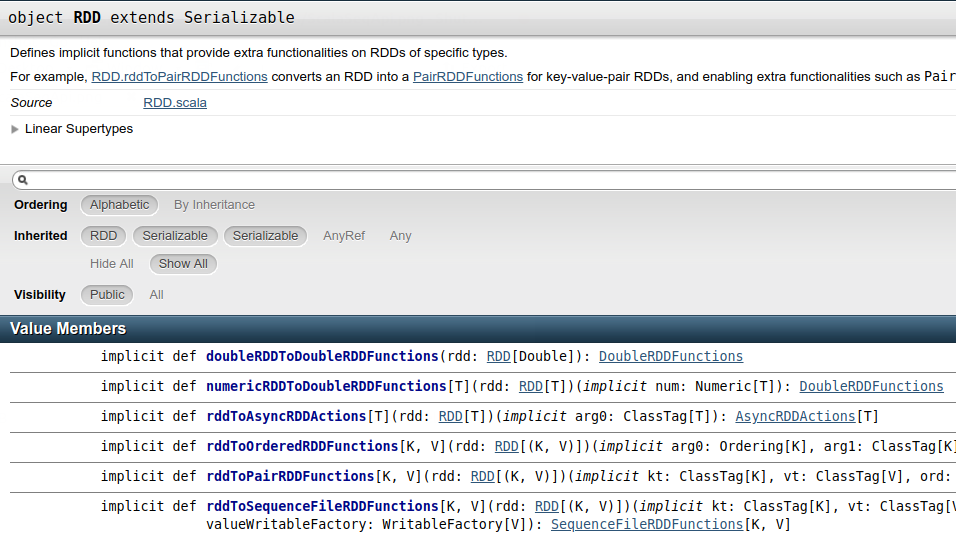 object RDD extends Serializable
Defines implicit functions that provide extra functionalities on RDDs of specific types.
For example, RDD.rddToPairRDDFunctions converts an RDD into a PairRDDFunctions for key-value-pair RDDs, and enabling extra functionalities such as Pair
Source RDD.scala
Linear Supertypes
Ordering Alphabetic By Inheritance
Inherited RDD Serializable Serializable AnyRef Any
Hide All Show All
Visibility Public All
Value Members
implicit def doubleRDDToDoubleRDDFunctions(rdd: RDD[Double]): DoubleRDDFunctions
implicit def numericRDDToDoubleRDDFunctions[T](rdd: RDD[T])(implicit num: Numeric[T]): DoubleRDDFunctions
implicit def rddToAsyncRDDActions[T](rdd: RDD[T])(implicit arg0: ClassTag[T]): AsyncRDDActions[T]
implicit def rddToOrderedRDDFunctions[K, V](rdd: RDD[(K, V)])(implicit arg0: Ordering[K], arg1: ClassTag[K]
implicit def rddToPairRDDFunctions[K, V](rdd: RDD[(K, V)])(implicit kt: ClassTag[K], vt: ClassTag[V], ord:
implicit def rddToSequenceFileRDDFunctions[K, V](rdd: RDD[(K, V)])(implicit kt: ClassTag[K], vt: ClassTag[V
valueWritableFactory: WritableFactory[V]): SequenceFileRDDFunctions[K, V]